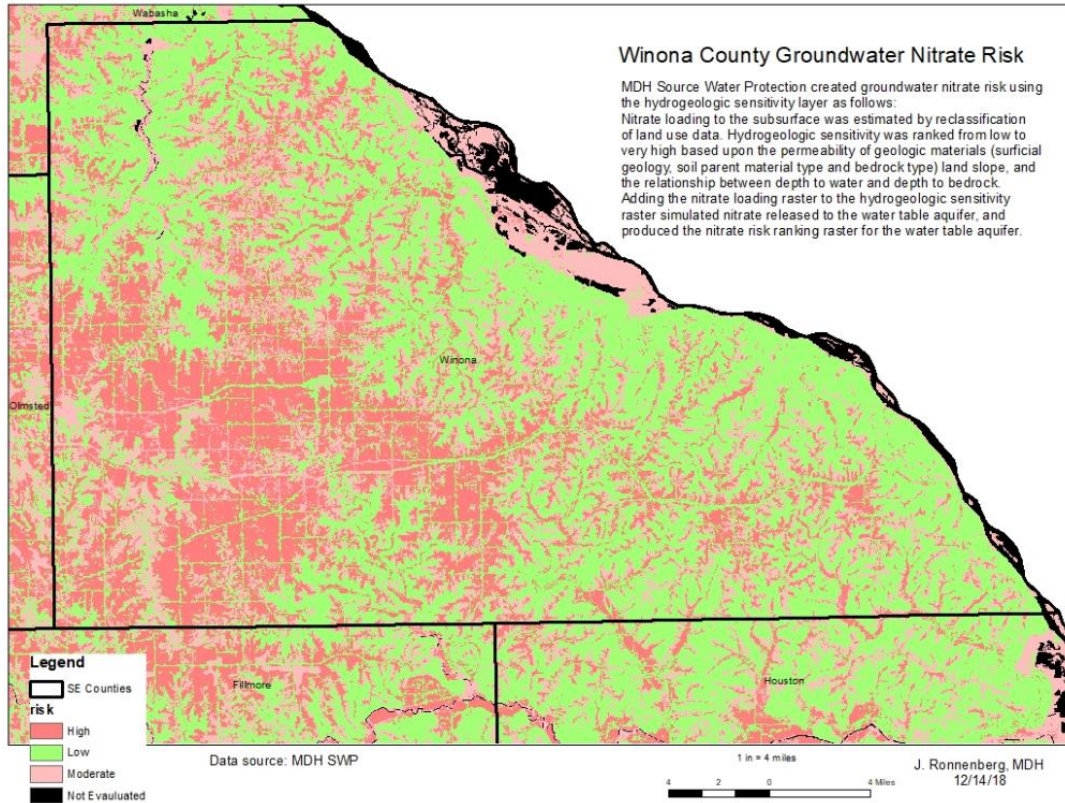 Wabasha
Winona County Groundwater Nitrate Risk
MDH Source Water Protection created groundwater nitrate risk using
the hydrogeologic sensitivity layer as follows:
Nitrate loading to the subsurface was estimated by reclassification
of land use data. Hydrogeologic sensitivity was ranked from low to
very high based upon the permeability of geologic materials (surficial
geology, soil parent material type and bedrock type) land slope, and
the relationship between depth to water and depth to bedrock.
Adding the nitrate loading raster to the hydrogeologic sensitivity
raster simulated nitrate released to the water table aquifer, and
produced the nitrate risk ranking raster for the water table aquifer.
Winona
Olmsted
Fillmore
Houston
Legend
SE Counties
risk
High
Low
Moderate
Not Evauluated
Data source: MDH SWP
1 in = 4 miles
4 2 0 4 Miles
J. Ronnenberg, MDH
12/14/18